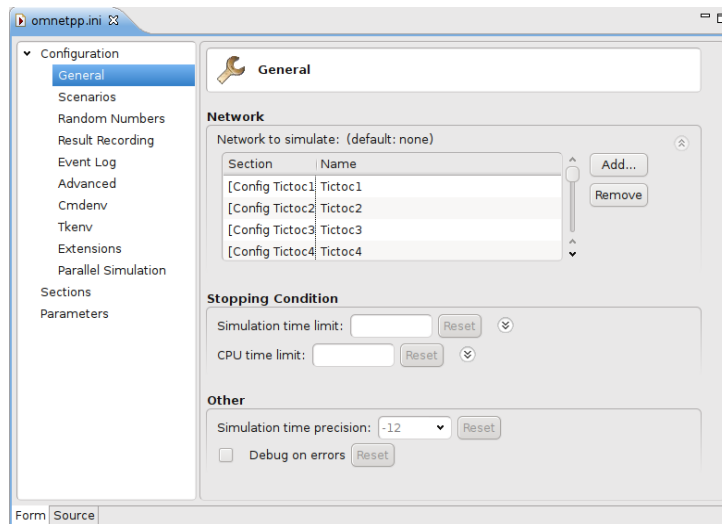 omnetpp.ini
Configuration
General
Scenarios
Random Numbers
Result Recording
Event Log
Advanced
Cmdenv
Tkenv
Extensions
Parallel Simulation
Sections
Parameters
General
Network
Network to simulate: (default: none)
Section Name
[Config Tictoc1 Tictoc1
[Config Tictoc2 Tictoc2
[Config Tictoc3 Tictoc3
[Config Tictoc4 Tictoc4
Add...
Remove
Stopping Condition
Simulation time limit: Reset
CPU time limit: Reset
Other
Simulation time precision: -12 Reset
Debug on errors Reset
Form Source